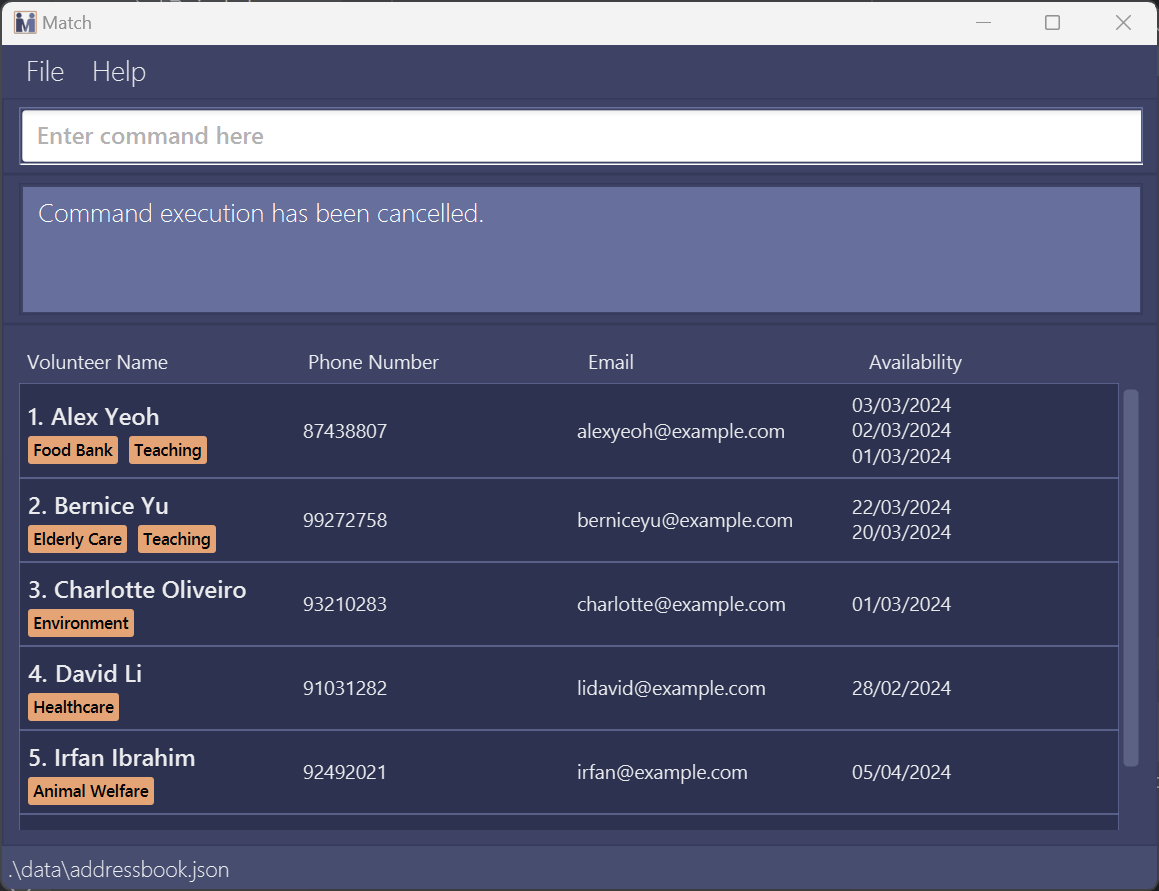 Match
File Help
Enter command here
Command execution has been cancelled.
Volunteer Name Phone Number Email Availability
1. Alex Yeoh
Food Bank Teaching
87438807
alexyeoh@example.com
03/03/2024
02/03/2024
01/03/2024
2. Bernice Yu
Elderly Care Teaching
99272758
berniceyu@example.com
22/03/2024
20/03/2024
3. Charlotte Oliveiro
Environment
93210283
charlotte@example.com
01/03/2024
4. David Li
Healthcare
91031282
lidavid@example.com
28/02/2024
5. Irfan Ibrahim
Animal Welfare
92492021
irfan@example.com
05/04/2024
.\data\addressbook.json